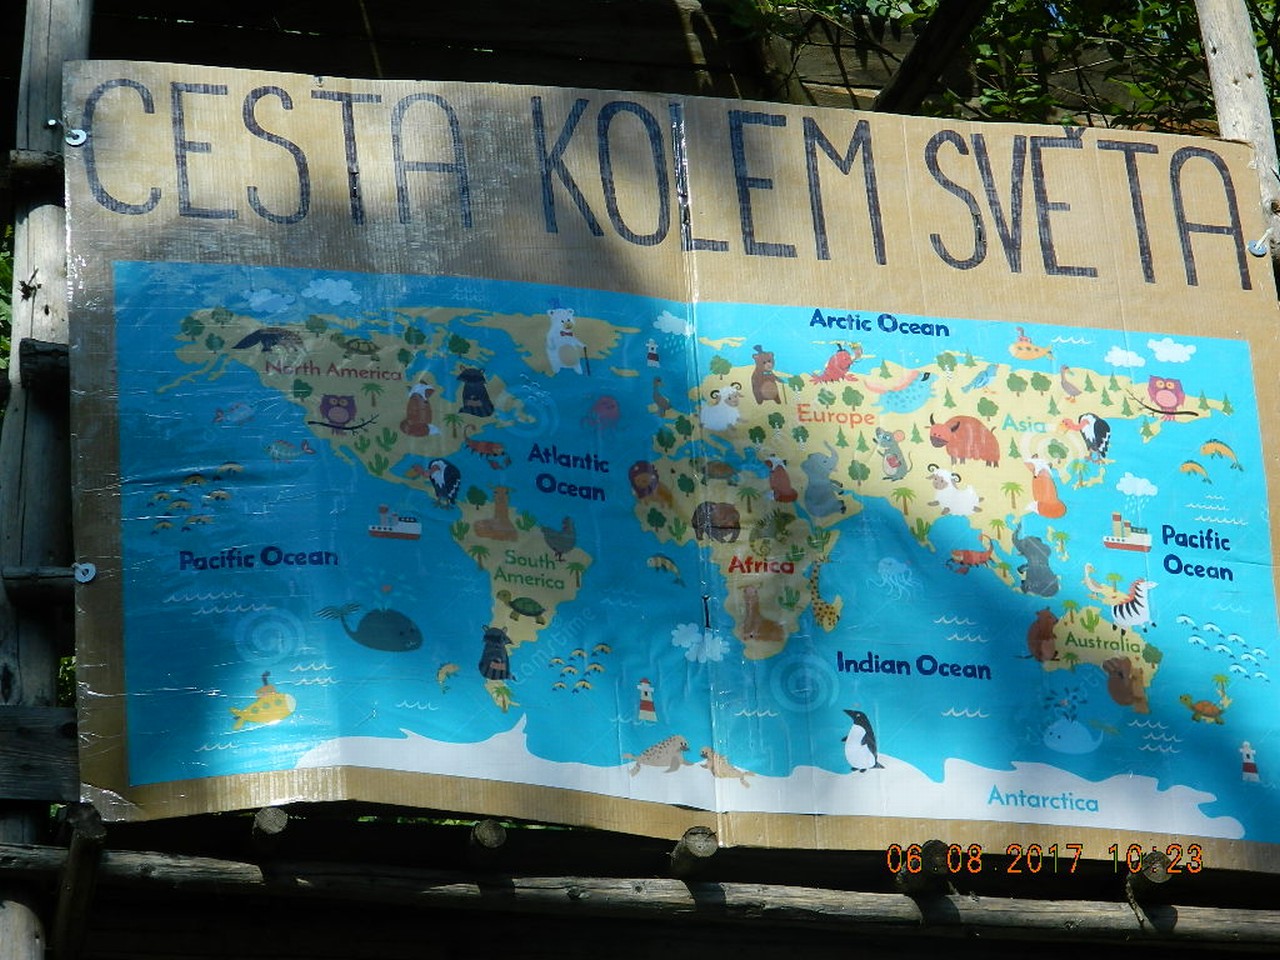 CESTA KOLEM SVĚTA
Arctic Ocean
North America
Europe
Asia
Atlantic
Ocean
Pacific Ocean
Pacific
Ocean
South
America
Africa
Australia
Indian Ocean
Antarctica
06.08.2017 10:23